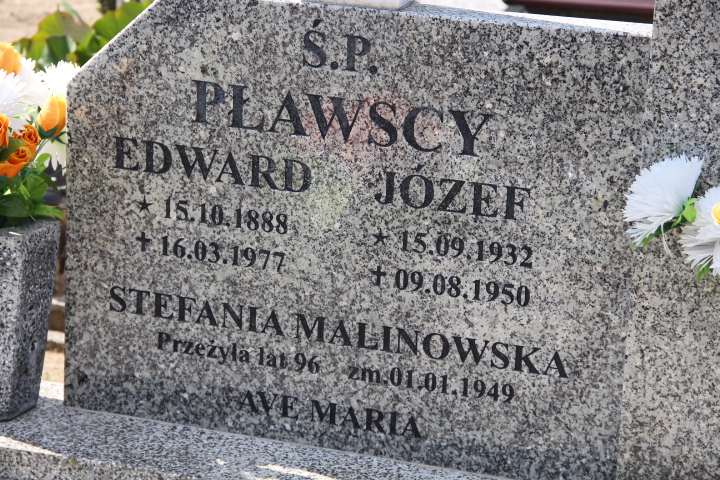 Ś.P.
PŁAWSCY
EDWARD JÓZEF
★ 15.10.1888 ★ 15.09.1932
✝ 16.03.1977 ✝ 09.08.1950
STEFANIA MALINOWSKA
Przeżyła lat 96 zm.01.01.1949
AVE MARIA